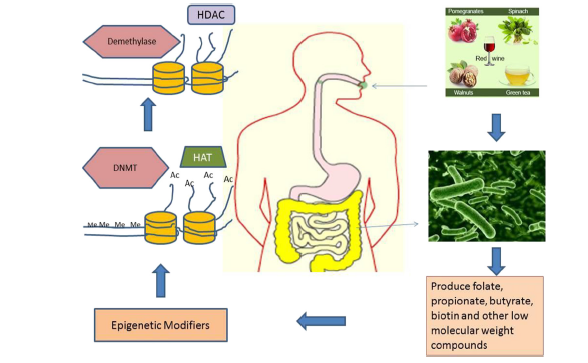 HDAC
Demethylase
Pomegranates
Spinach
Red wine
Walnuts
Green tea
DNMT
HAT
Ac
Ac
Ac
Ac
Me Me Me Me
Produce folate,
propionate, butyrate,
biotin and other low
molecular weight
compounds
Epigenetic Modifiers